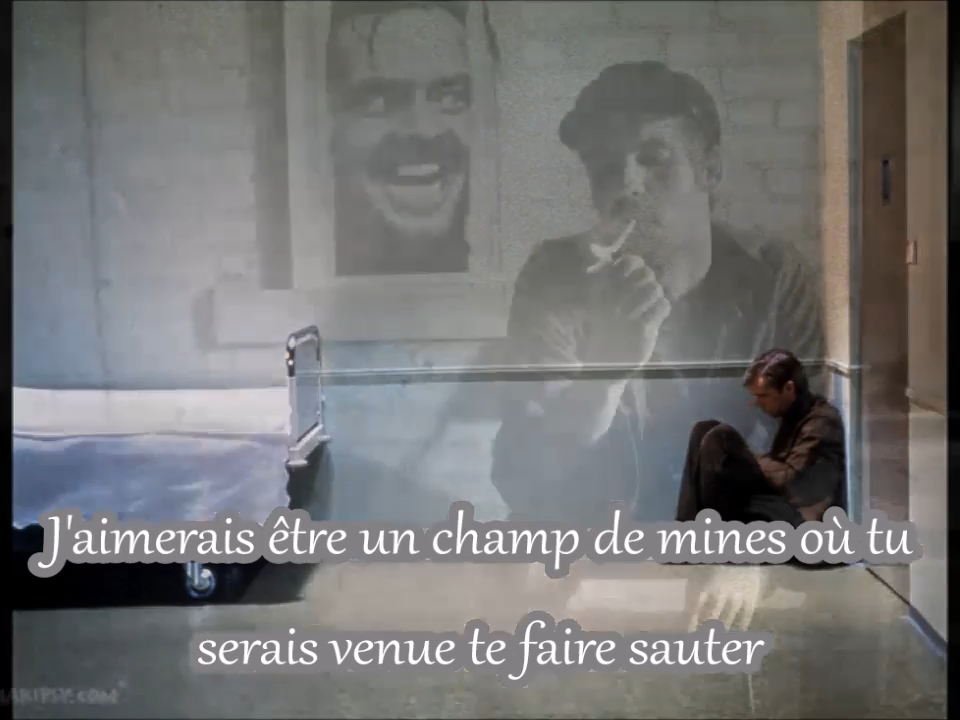 J'aimerais être un champ de mines où tu
serais venue te faire sauter